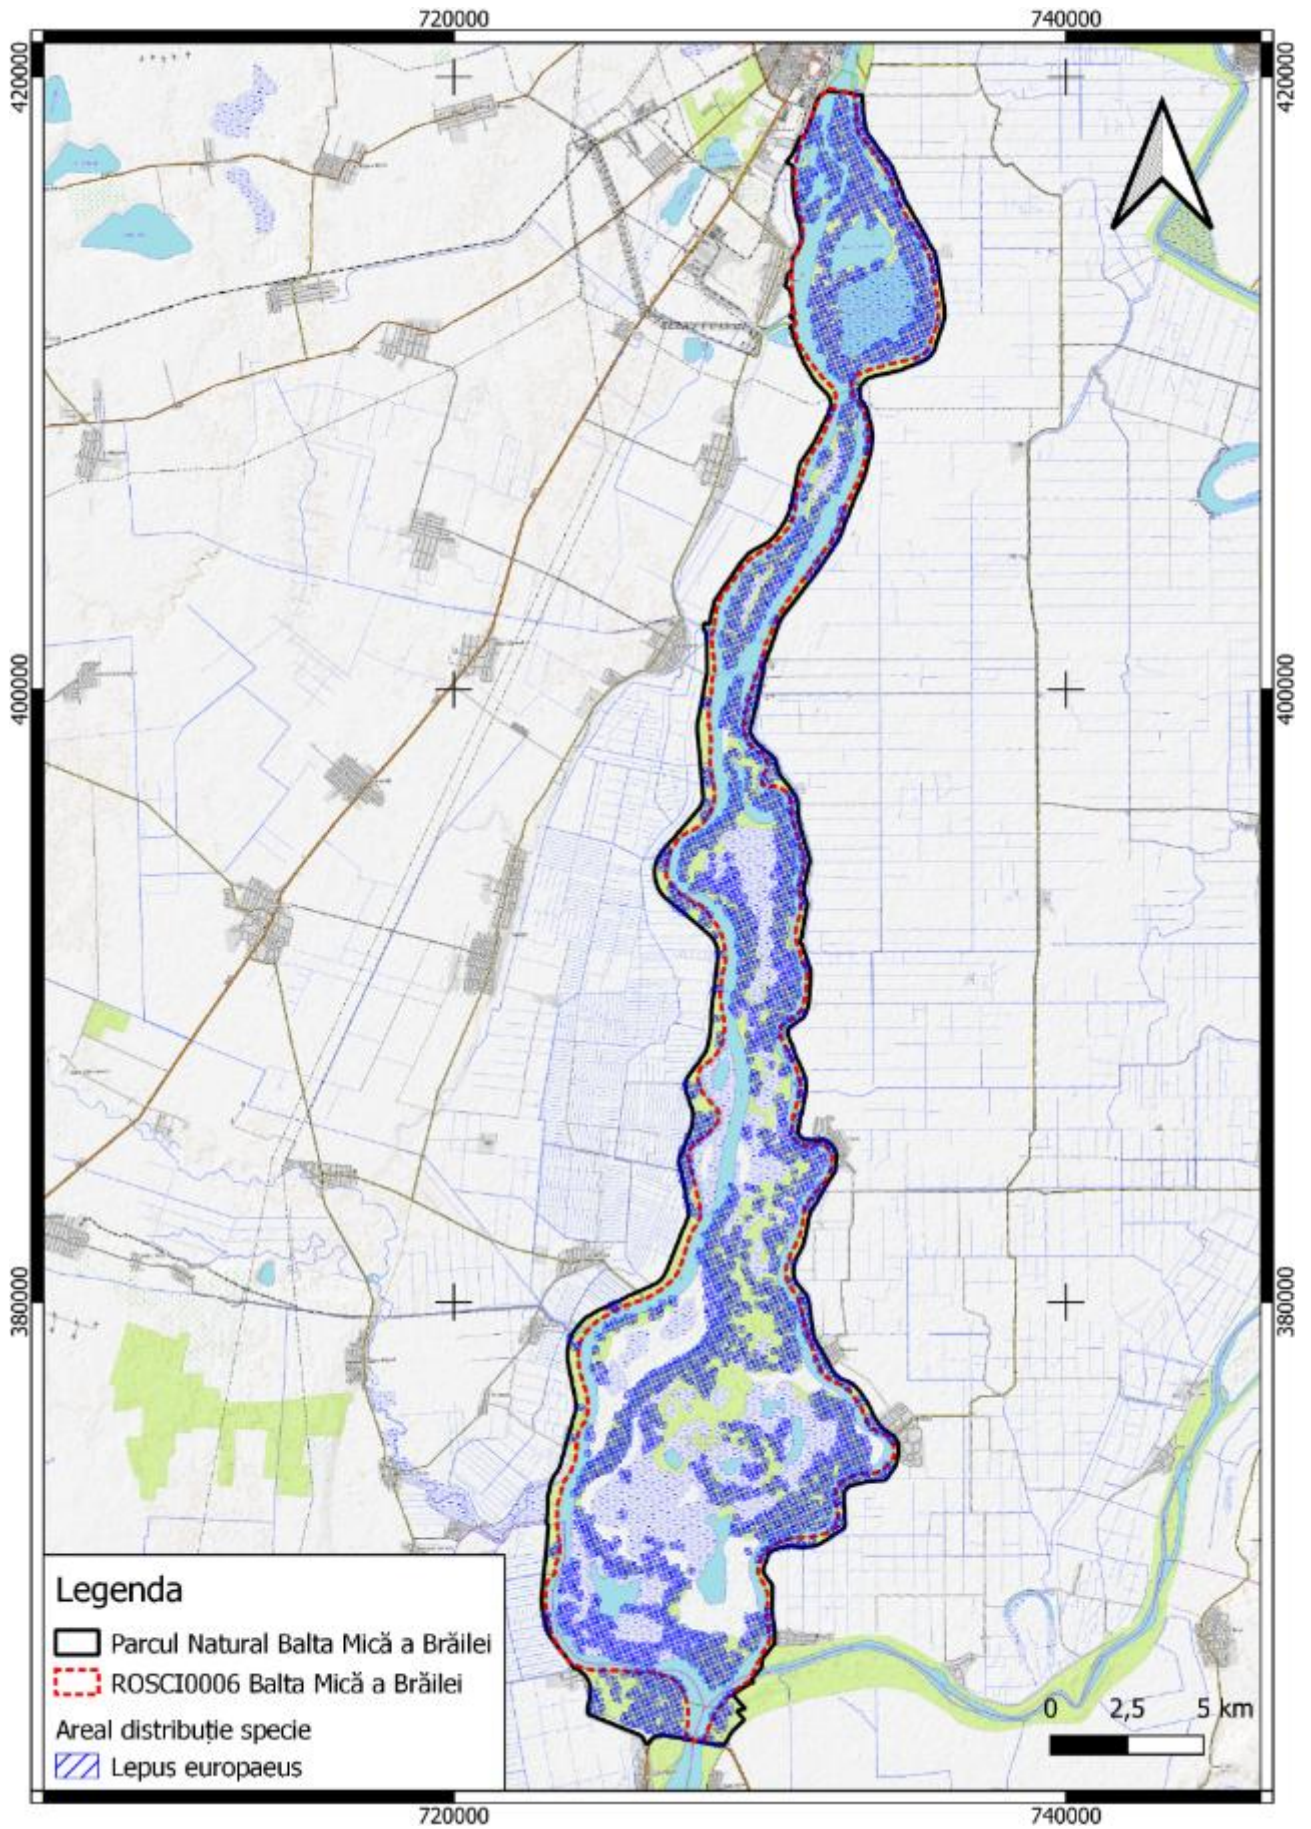 720000
740000
420000
420000
400000
400000
380000
380000
Legenda
Parcul Natural Balta Mică a Brăilei
ROSCI0006 Balta Mică a Brăilei
Areal distribuție specie
Lepus europaeus
0 2,5 5 km
720000
740000